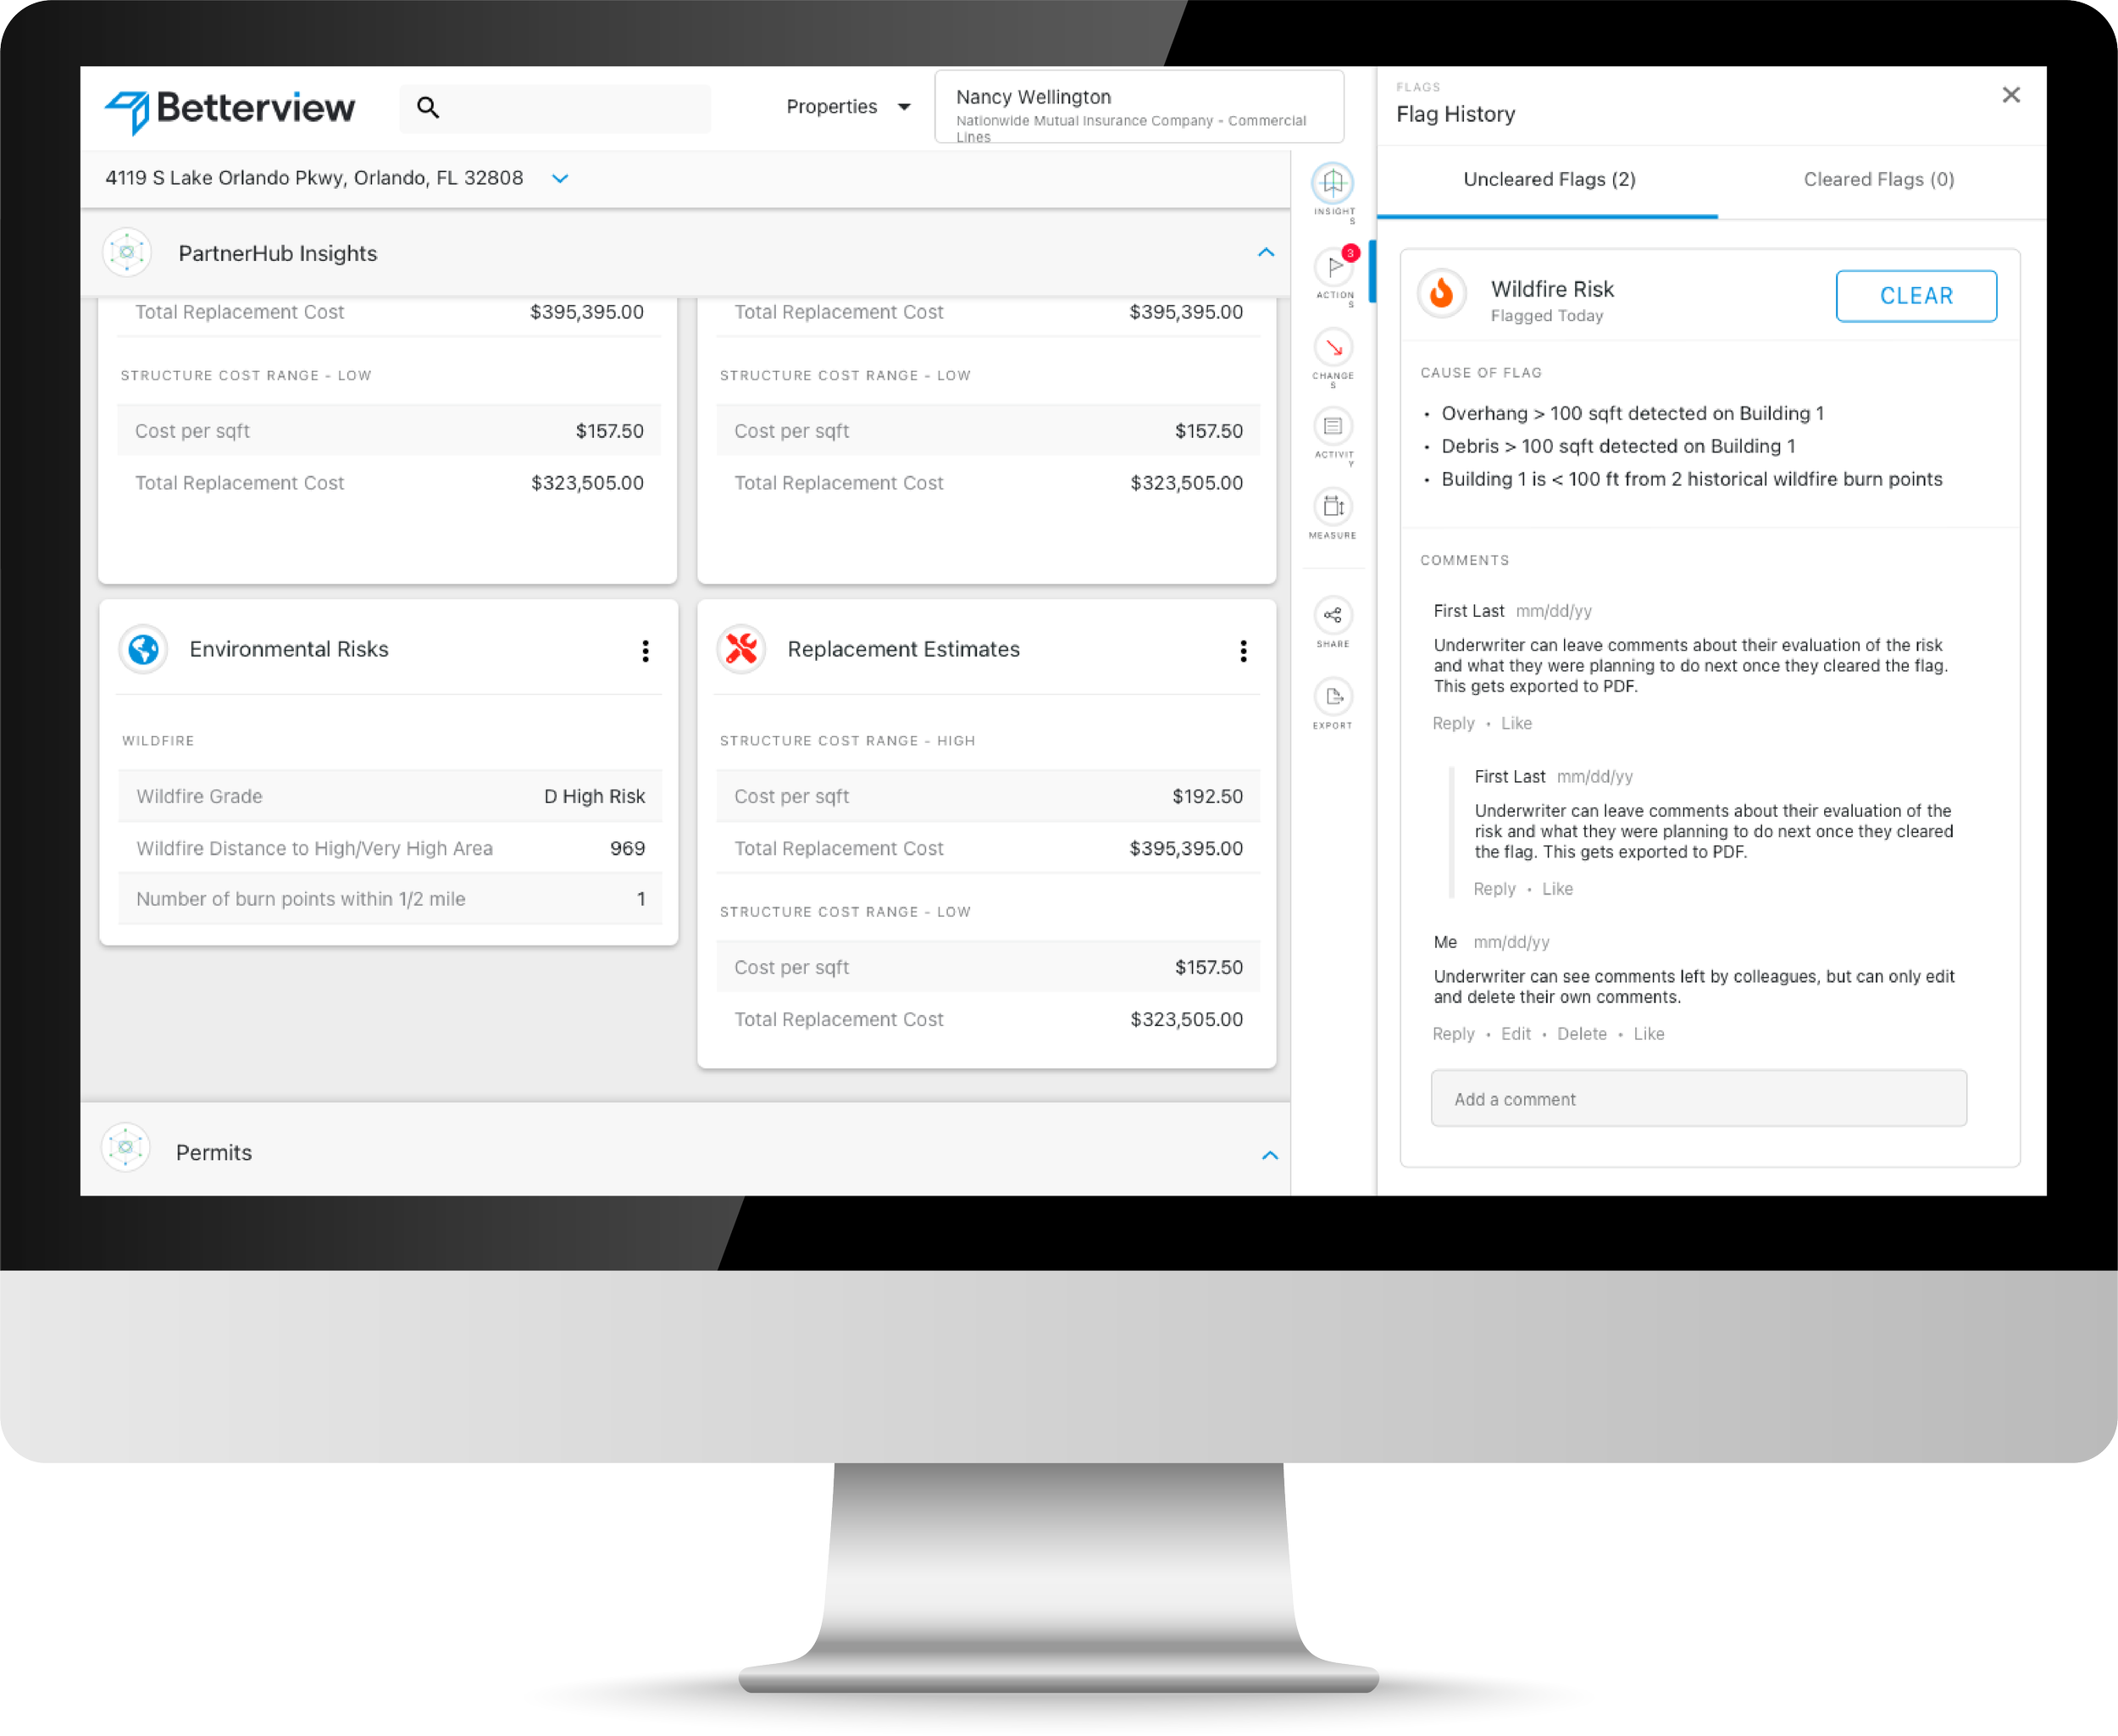 Betterview
Properties
Nancy Wellington
Nationwide Mutual Insurance Company - Commercial
Lines
4119 S Lake Orlando Pkwy, Orlando, FL 32808
PartnerHub Insights
Total Replacement Cost $395,395.00
STRUCTURE COST RANGE - LOW
Cost per sqft $157.50
Total Replacement Cost $323,505.00
Total Replacement Cost $395,395.00
STRUCTURE COST RANGE - LOW
Cost per sqft $157.50
Total Replacement Cost $323,505.00
Environmental Risks
WILDFIRE
Wildfire Grade D High Risk
Wildfire Distance to High/Very High Area 969
Number of burn points within 1/2 mile 1
Replacement Estimates
STRUCTURE COST RANGE - HIGH
Cost per sqft $192.50
Total Replacement Cost $395,395.00
STRUCTURE COST RANGE - LOW
Cost per sqft $157.50
Total Replacement Cost $323,505.00
Permits
INSIGHT
S
3
ACTION
S
CHANGE
S
ACTIVIT
Y
MEASURE
SHARE
EXPORT
FLAGS
Flag History
Uncleared Flags (2) Cleared Flags (0)
Wildfire Risk
Flagged Today
CLEAR
CAUSE OF FLAG
• Overhang > 100 sqft detected on Building 1
• Debris > 100 sqft detected on Building 1
• Building 1 is < 100 ft from 2 historical wildfire burn points
COMMENTS
First Last mm/dd/yy
Underwriter can leave comments about their evaluation of the risk
and what they were planning to do next once they cleared the flag.
This gets exported to PDF.
Reply • Like
First Last mm/dd/yy
Underwriter can leave comments about their evaluation of the
risk and what they were planning to do next once they cleared
the flag. This gets exported to PDF.
Reply • Like
Me mm/dd/yy
Underwriter can see comments left by colleagues, but can only edit
and delete their own comments.
Reply • Edit • Delete • Like
Add a comment